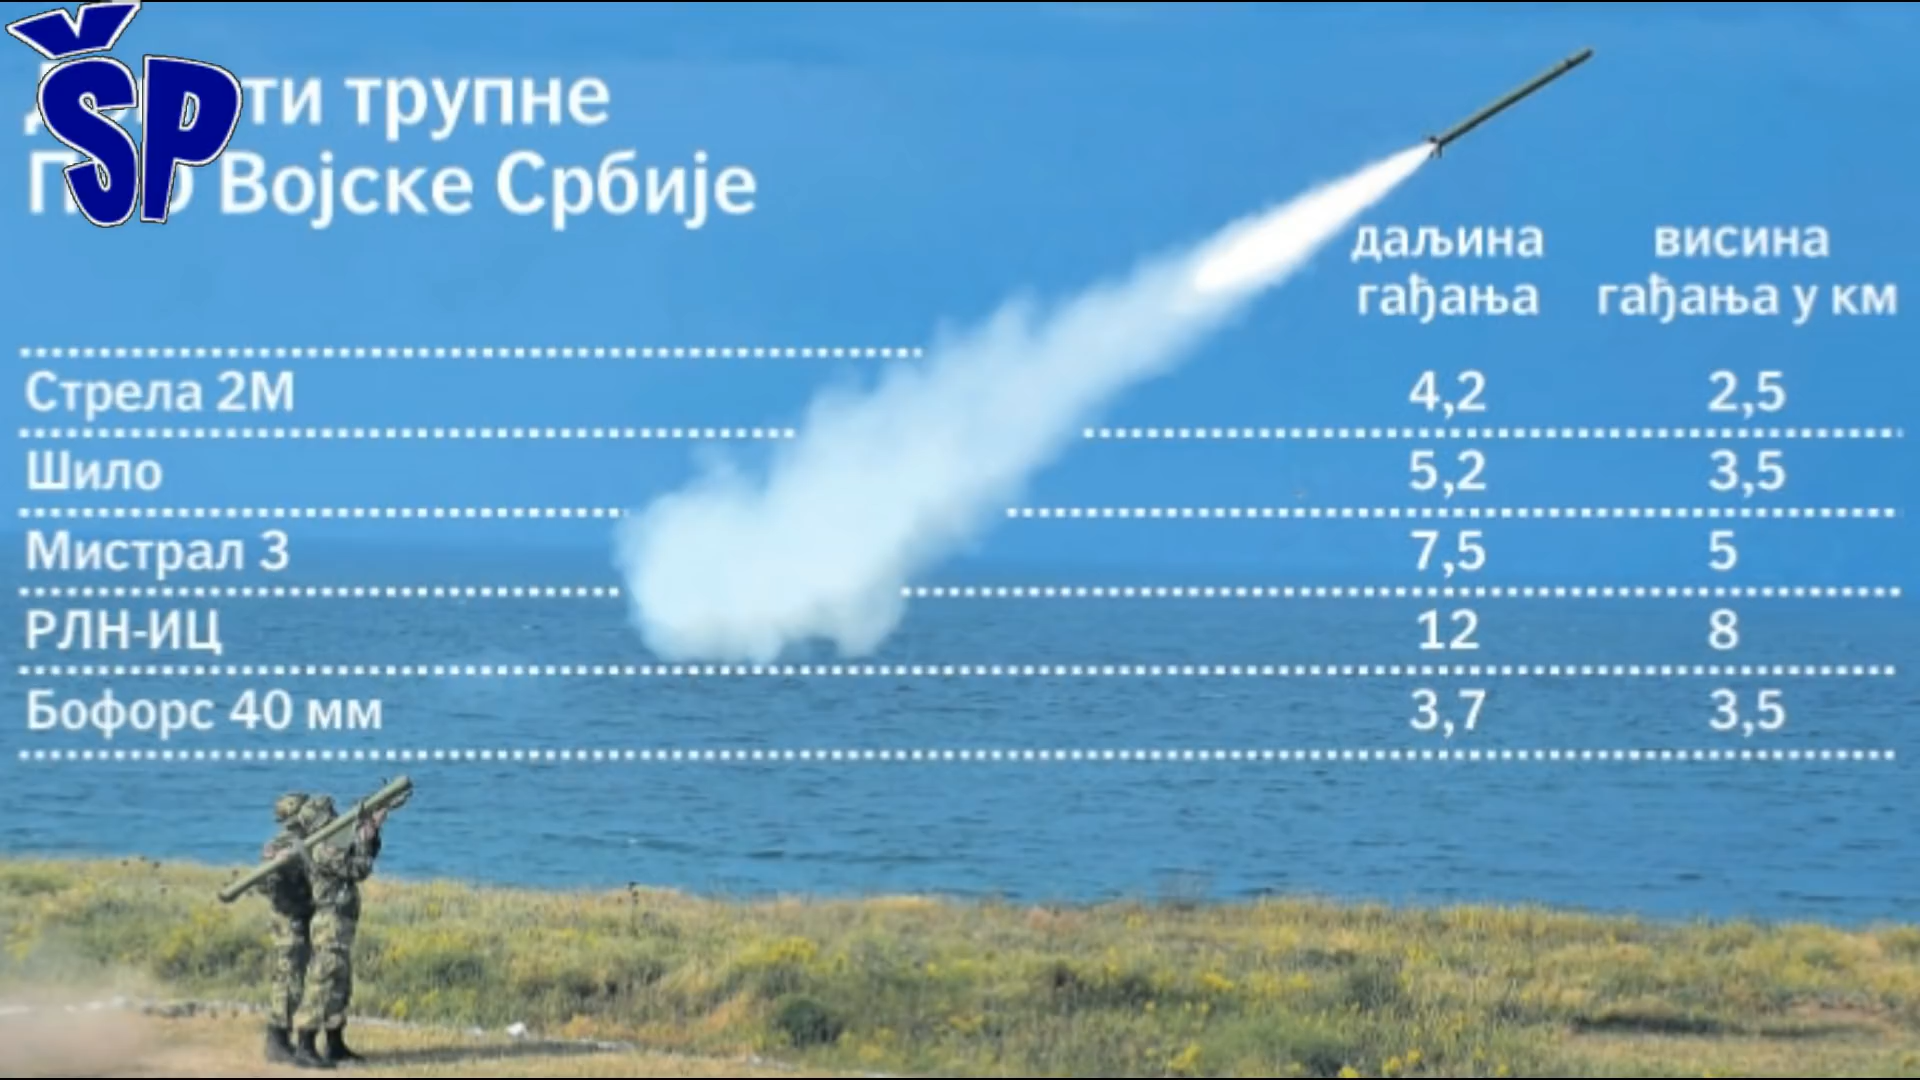 ŠP
трупне
Војске Србије
даљина висина
гађања гађања у км
Стрела 2М 4,2 2,5
Шило 5,2 3,5
Мистрал 3 7,5 5
РЛН-ИЦ 12 8
Бофорс 40 мм 3,7 3,5